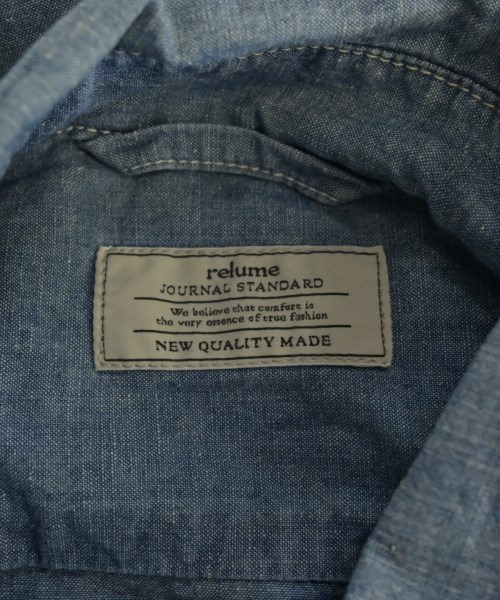 relume
JOURNAL STANDARD
We believe that comfort is
the very essence of true fashion
NEW QUALITY MADE